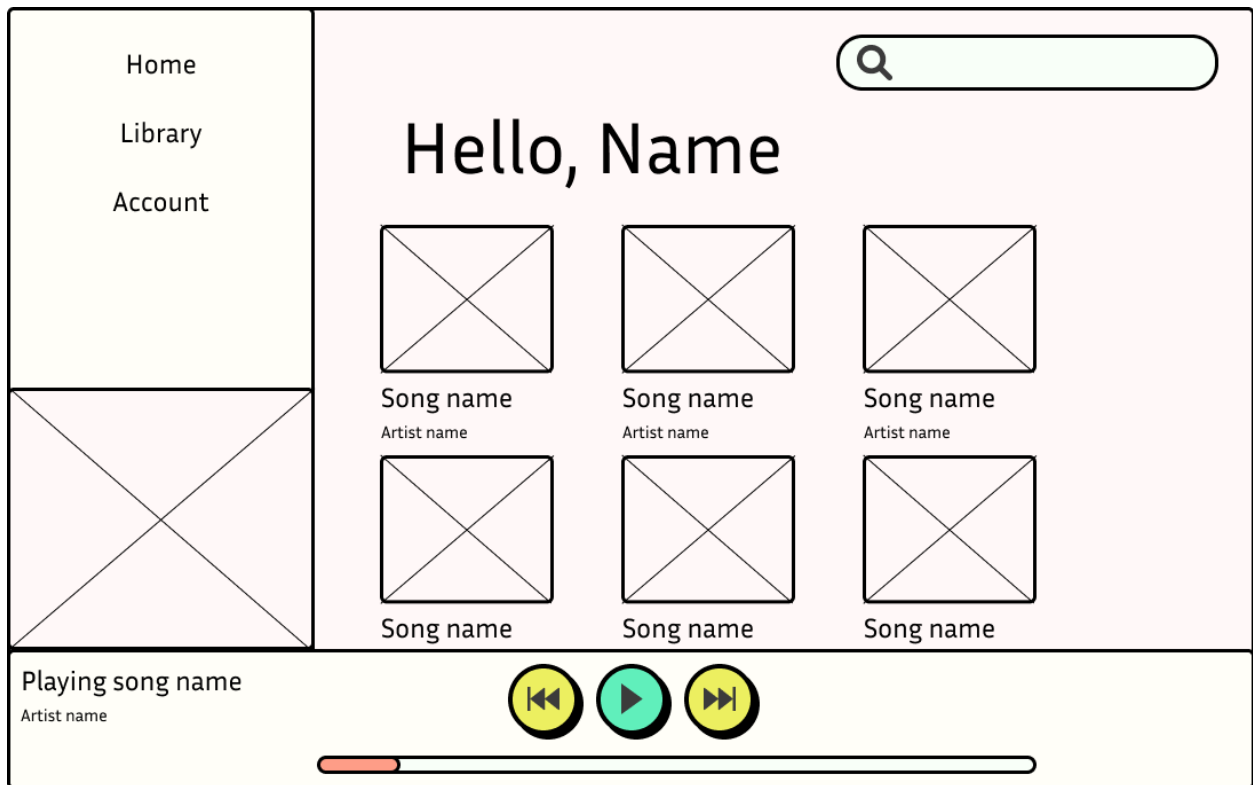 Home
Library
Account
Hello, Name
Song name Song name Song name
Artist name Artist name Artist name
Song name Song name Song name
Playing song name
Artist name